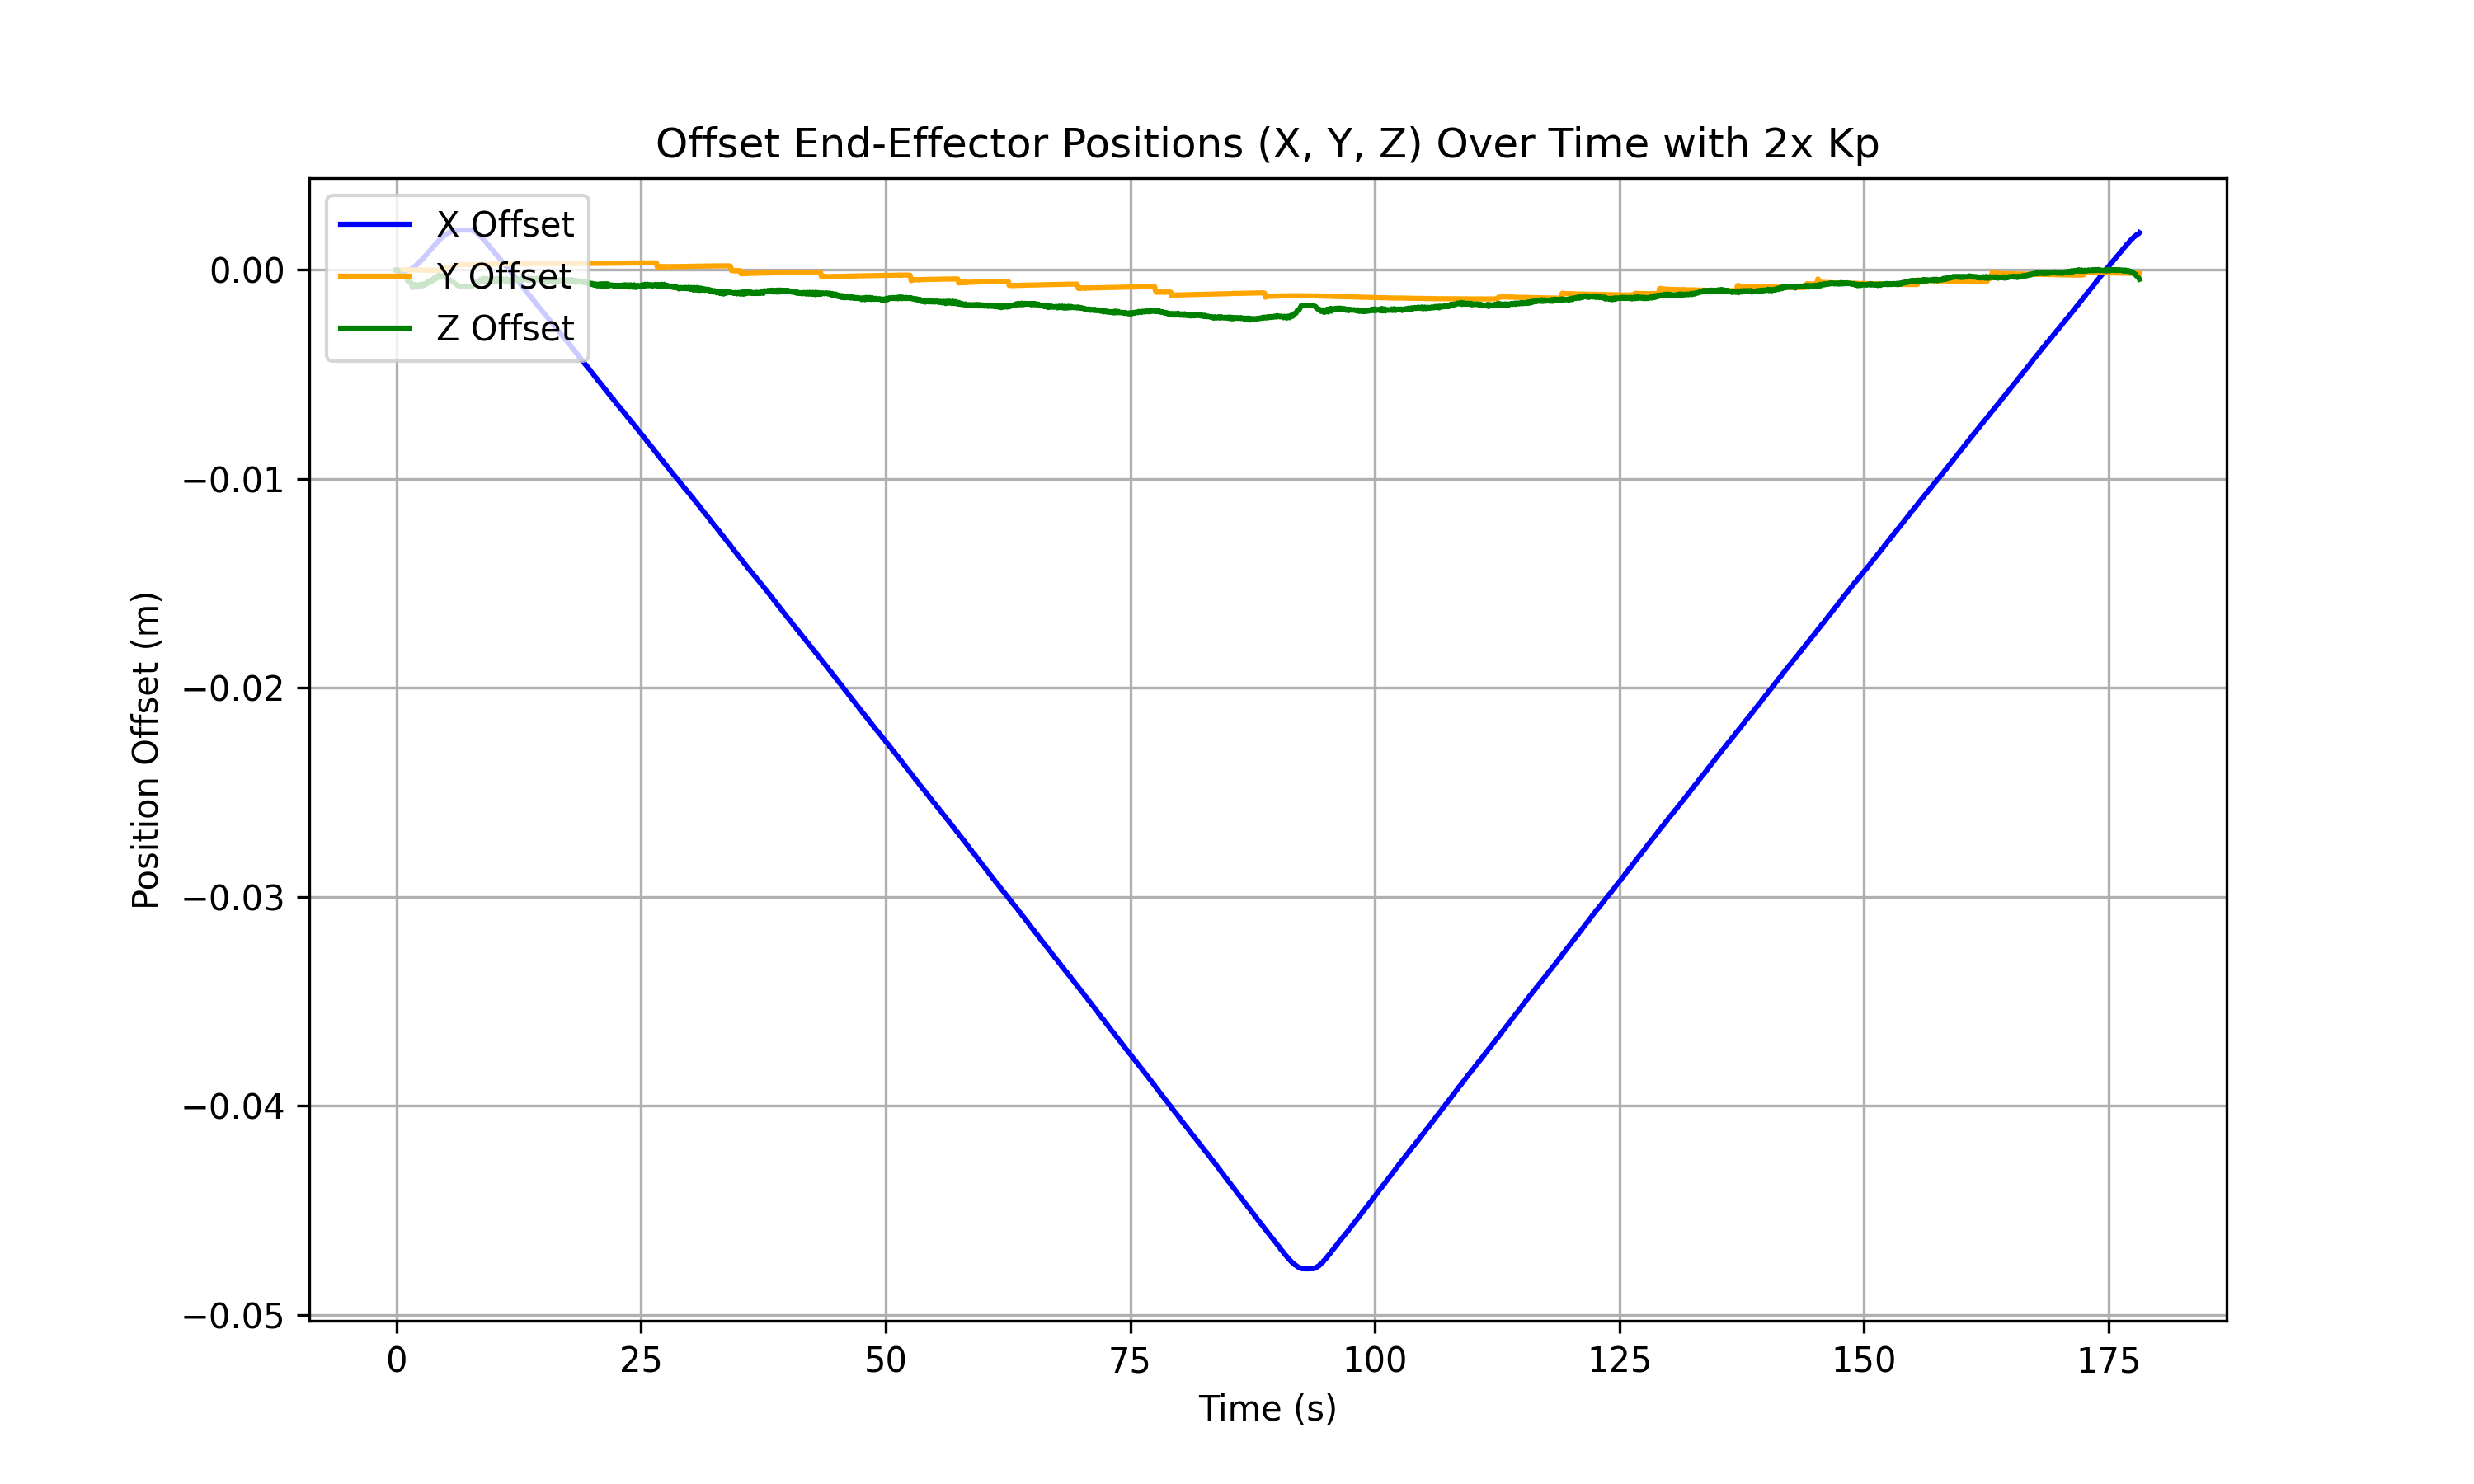 Offset End-Effector Positions (X, Y, Z) Over Time with 2x Kp
X Offset
Y Offset
Z Offset
0.00
−0.01
−0.02
−0.03
−0.04
−0.05
Position Offset (m)
0 25 50 75 100 125 150 175
Time (s)